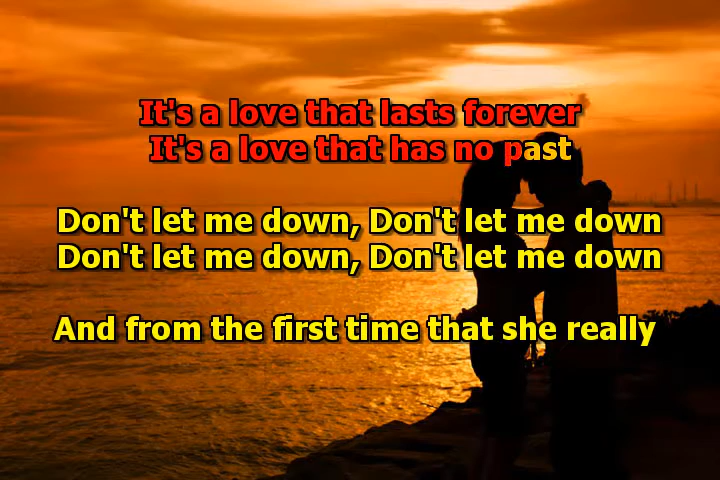 It's a love that lasts forever
It's a love that has no past
Don't let me down, Don't let me down
Don't let me down, Don't let me down
And from the first time that she really